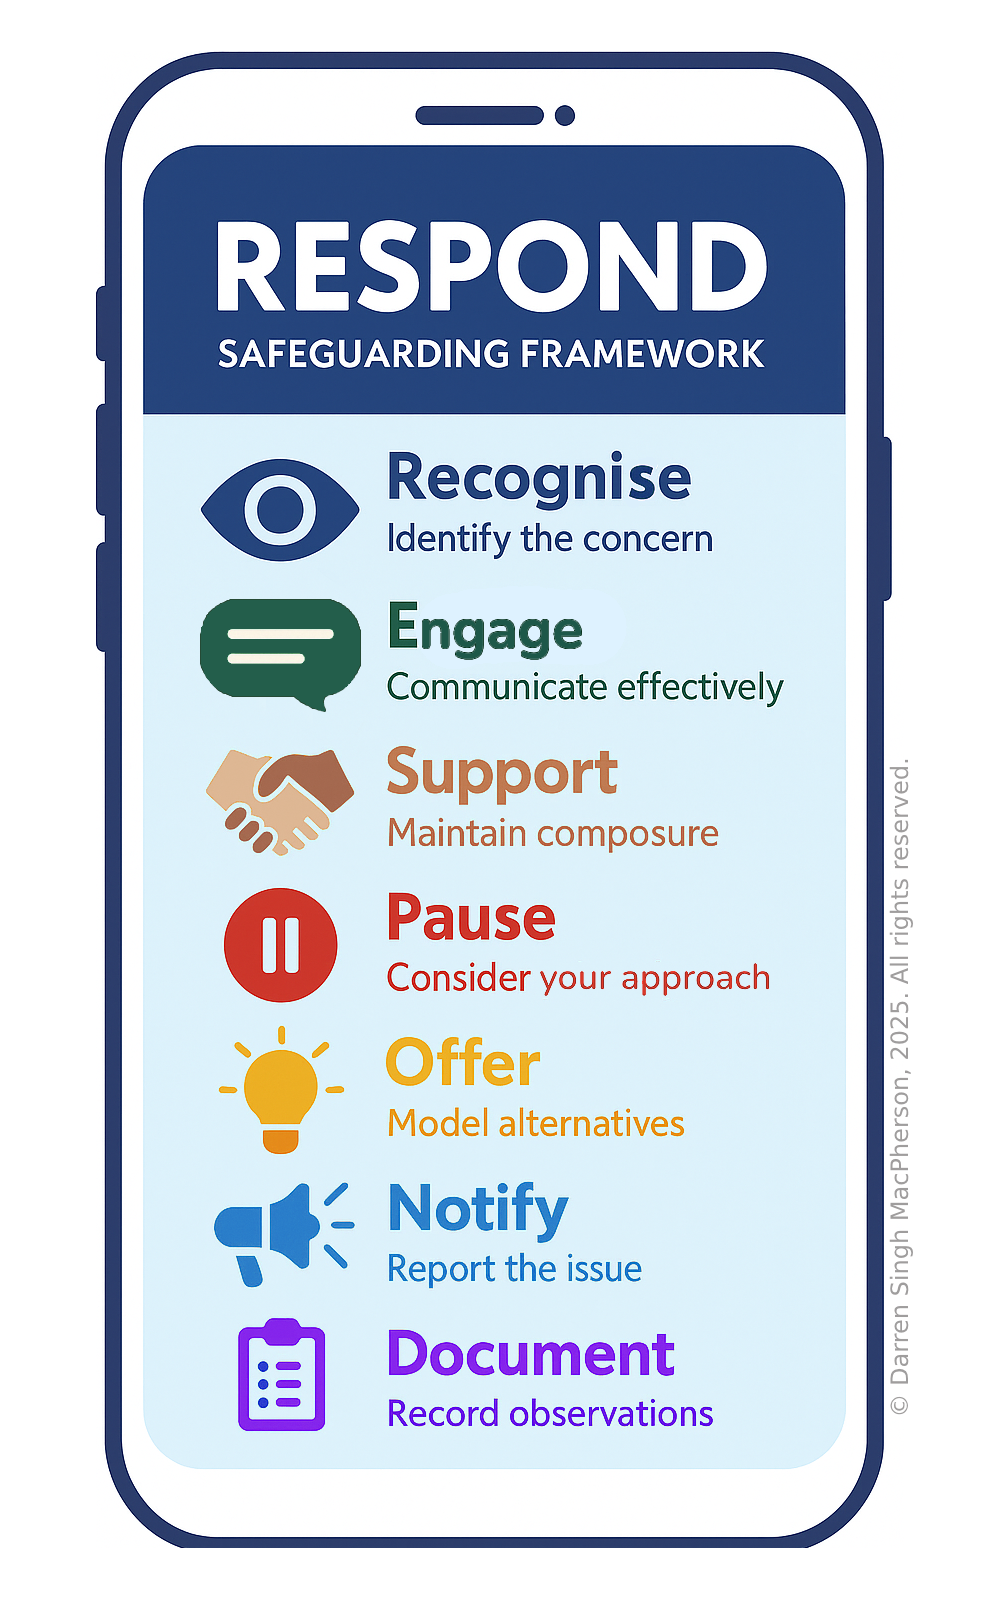 RESPOND
SAFEGUARDING FRAMEWORK
Recognise
Identify the concern
Engage
Communicate effectively
Support
Maintain composure
Pause
Consider your approach
Offer
Model alternatives
Notify
Report the issue
Document
Record observations
© Darren Singh MacPherson, 2025. All rights reserved.